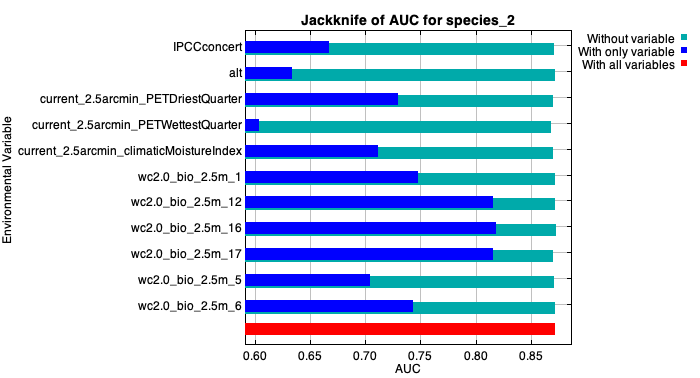 Jackknife of AUC for species_2
Without variable
With only variable
With all variables
Environmental Variable
IPCCconcert
alt
current_2.5arcmin_PETDriestQuarter
current_2.5arcmin_PETWettestQuarter
current_2.5arcmin_climaticMoistureIndex
wc2.0_bio_2.5m_1
wc2.0_bio_2.5m_12
wc2.0_bio_2.5m_16
wc2.0_bio_2.5m_17
wc2.0_bio_2.5m_5
wc2.0_bio_2.5m_6
0.60 0.65 0.70 0.75 0.80 0.85
AUC